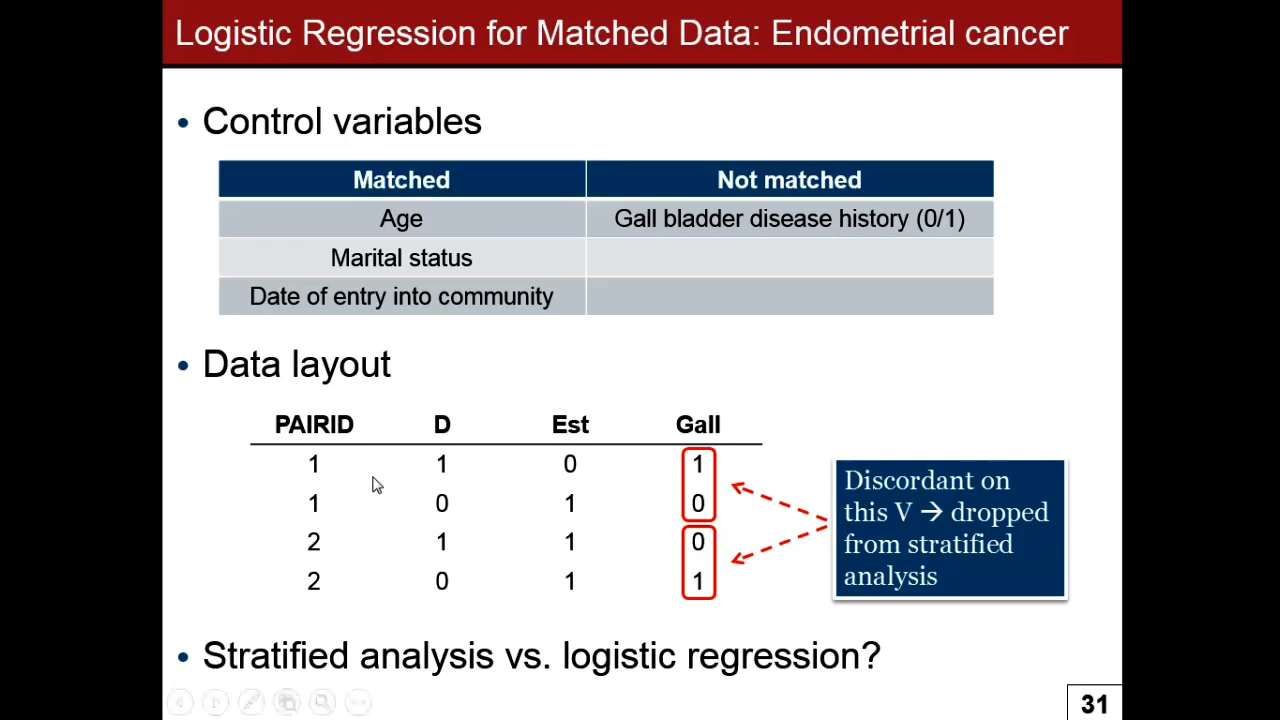 Logistic Regression for Matched Data: Endometrial cancer
• Control variables
Matched Not matched
Age Gall bladder disease history (0/1)
Marital status
Date of entry into community
• Data layout
PAIRID D Est Gall
1 1 0 1
1 0 1 0
2 1 1 0
2 0 1 1
Discordant on
this V → dropped
from stratified
analysis
• Stratified analysis vs. logistic regression?
31